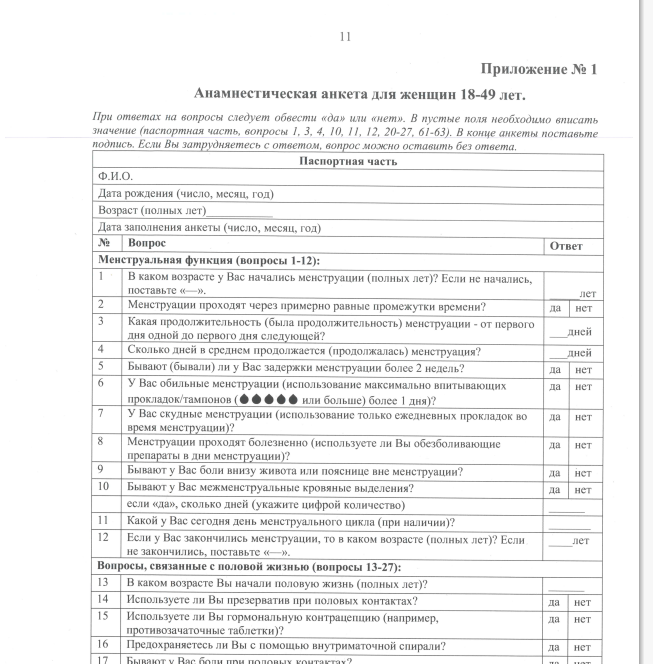 11
Приложение № 1
Анамнестическая анкета для женщин 18-49 лет.
При ответах на вопросы следует обвести «да» или «нет». В пустые поля необходимо вписать
значение (паспортная часть, вопросы 1, 3, 4, 10, 11, 12, 20-27, 61-63). В конце анкеты поставьте
подпись. Если Вы затрудняетесь с ответом, вопрос можно оставить без ответа.
Паспортная часть
Ф.И.О.
Дата рождения (число, месяц, год)
Возраст (полных лет)___________
Дата заполнения анкеты (число, месяц, год)
№ Вопрос Ответ
Менструальная функция (вопросы 1-12):
1 В каком возрасте у Вас начались менструации (полных лет)? Если не начались,
поставьте «—». _____лет
2 Менструации проходят через примерно равные промежутки времени? да нет
3 Какая продолжительность (была продолжительность) менструации - от первого
дня одной до первого дня следующей? ___дней
4 Сколько дней в среднем продолжается (продолжалась) менструация? ___дней
5 Бывают (бывали) ли у Вас задержки менструации более 2 недель? да нет
6 У Вас обильные менструации (использование максимально впитывающих да нет
прокладок/тампонов ( или больше) более 1 дня)?
7 У Вас скудные менструации (использование только ежедневных прокладок во да нет
время менструации)?
8 Менструации проходят болезненно (используете ли Вы обезболивающие да нет
препараты в дни менструации)?
9 Бывают у Вас боли внизу живота или пояснице вне менструации? да нет
10 Бывают у Вас межменструальные кровяные выделения? да нет
если «да», сколько дней (укажите цифрой количество) ______
11 Какой у Вас сегодня день менструального цикла (при наличии)? _______
12 Если у Вас закончились менструации, то в каком возрасте (полных лет)? Если ____лет
не закончились, поставьте «—».
Вопросы, связанные с половой жизнью (вопросы 13-27):
13 В каком возрасте Вы начали половую жизнь (полных лет)? ______
14 Используете ли Вы презерватив при половых контактах? да нет
15 Используете ли Вы гормональную контрацепцию (например, да нет
противозачаточные таблетки)?
16 Предохраняетесь ли Вы с помощью внутриматочной спирали? да нет
17 Бывают у Вас боли при половых контактах? да нет